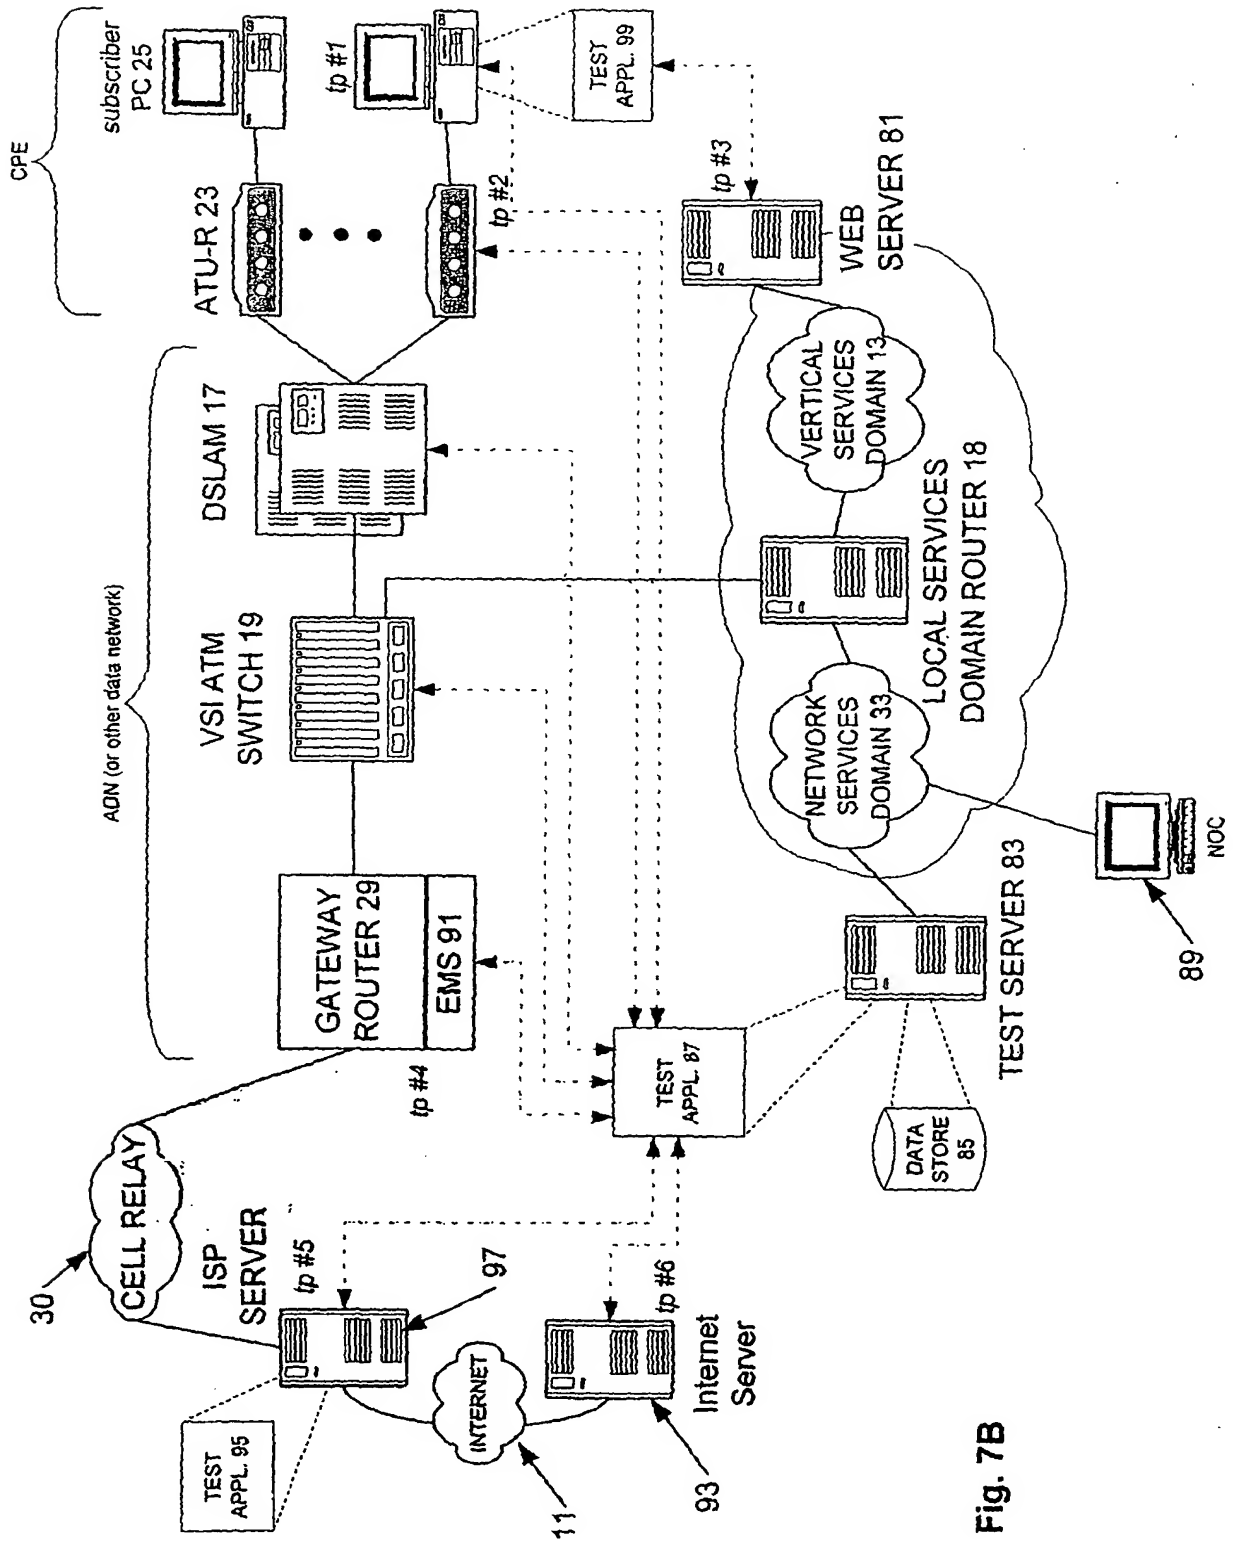 CPE
subscriber
PC 25
tp #1
TEST
APPL. 99
ATU-R 23
tp #2
tp #3
WEB
SERVER 81
ADN (or other data network)
DSLAM 17
VSI ATM
SWITCH 19
GATEWAY
ROUTER 29
EMS 91
tp #4
VERTICAL
SERVICES
DOMAIN 13
LOCAL SERVICES
DOMAIN ROUTER 18
NETWORK
SERVICES
DOMAIN 33
TEST
APPL. 87
TEST SERVER 83
DATA
STORE
85
NOC
89
30
CELL RELAY
ISP
SERVER
tp #5
97
TEST
APPL. 95
INTERNET
11
tp #6
Internet
Server
93
Fig. 7B